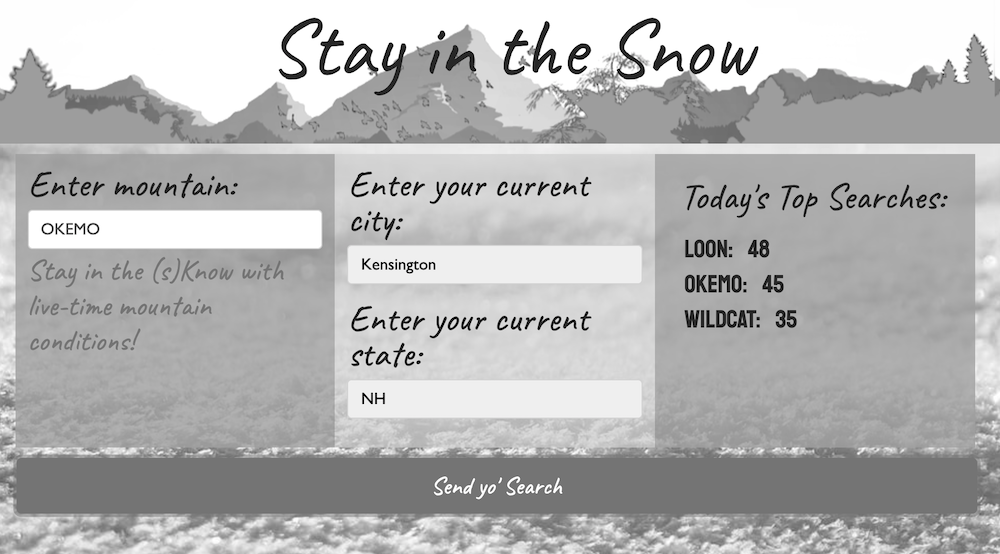 Stay in the Snow
Enter mountain:
OKEMO
Stay in the (s)Know with
live-time mountain
conditions!
Enter your current
city:
Kensington
Enter your current
state:
NH
Today's Top Searches:
LOON: 48
OKEMO: 45
WILDCAT: 35
Send yo' Search